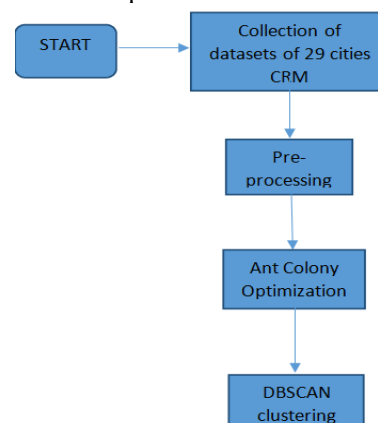 START
Collection of
datasets of 29 cities
CRM
Pre-
processing
Ant Colony
Optimization
DBSCAN
clustering